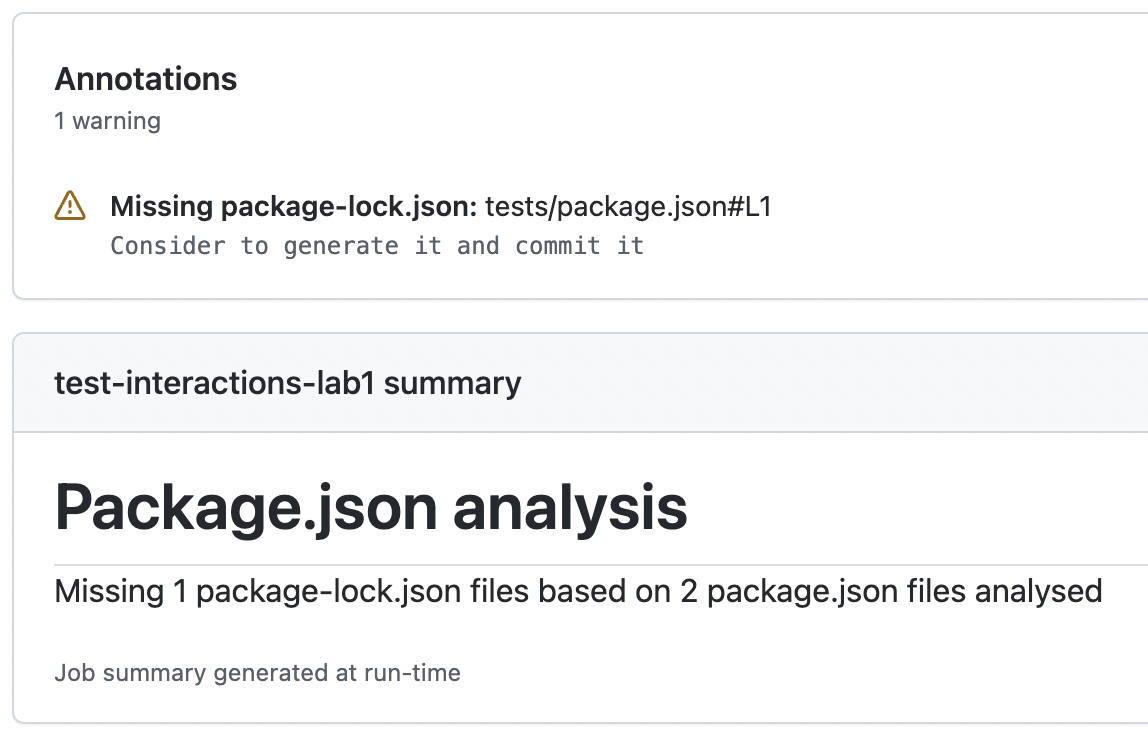 Annotations
1 warning
Missing package-lock.json: tests/package.json#L1
Consider to generate it and commit it
test-interactions-lab1 summary
Package.json analysis
Missing 1 package-lock.json files based on 2 package.json files analysed
Job summary generated at run-time